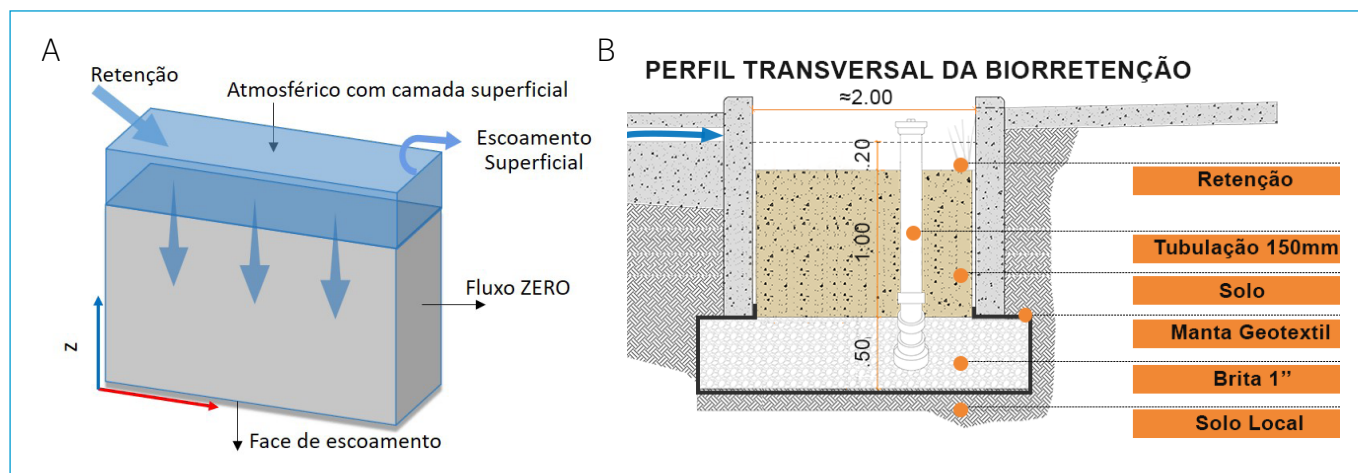 A
Retenção
Atmosférico com camada superficial
Escoamento
Superficial
Fluxo ZERO
z
Face de escoamento
B
PERFIL TRANSVERSAL DA BIORRETENÇÃO
≈2.00
.20
1.00
.50
Retenção
Tubulação 150mm
Solo
Manta Geotextil
Brita 1’’
Solo Local